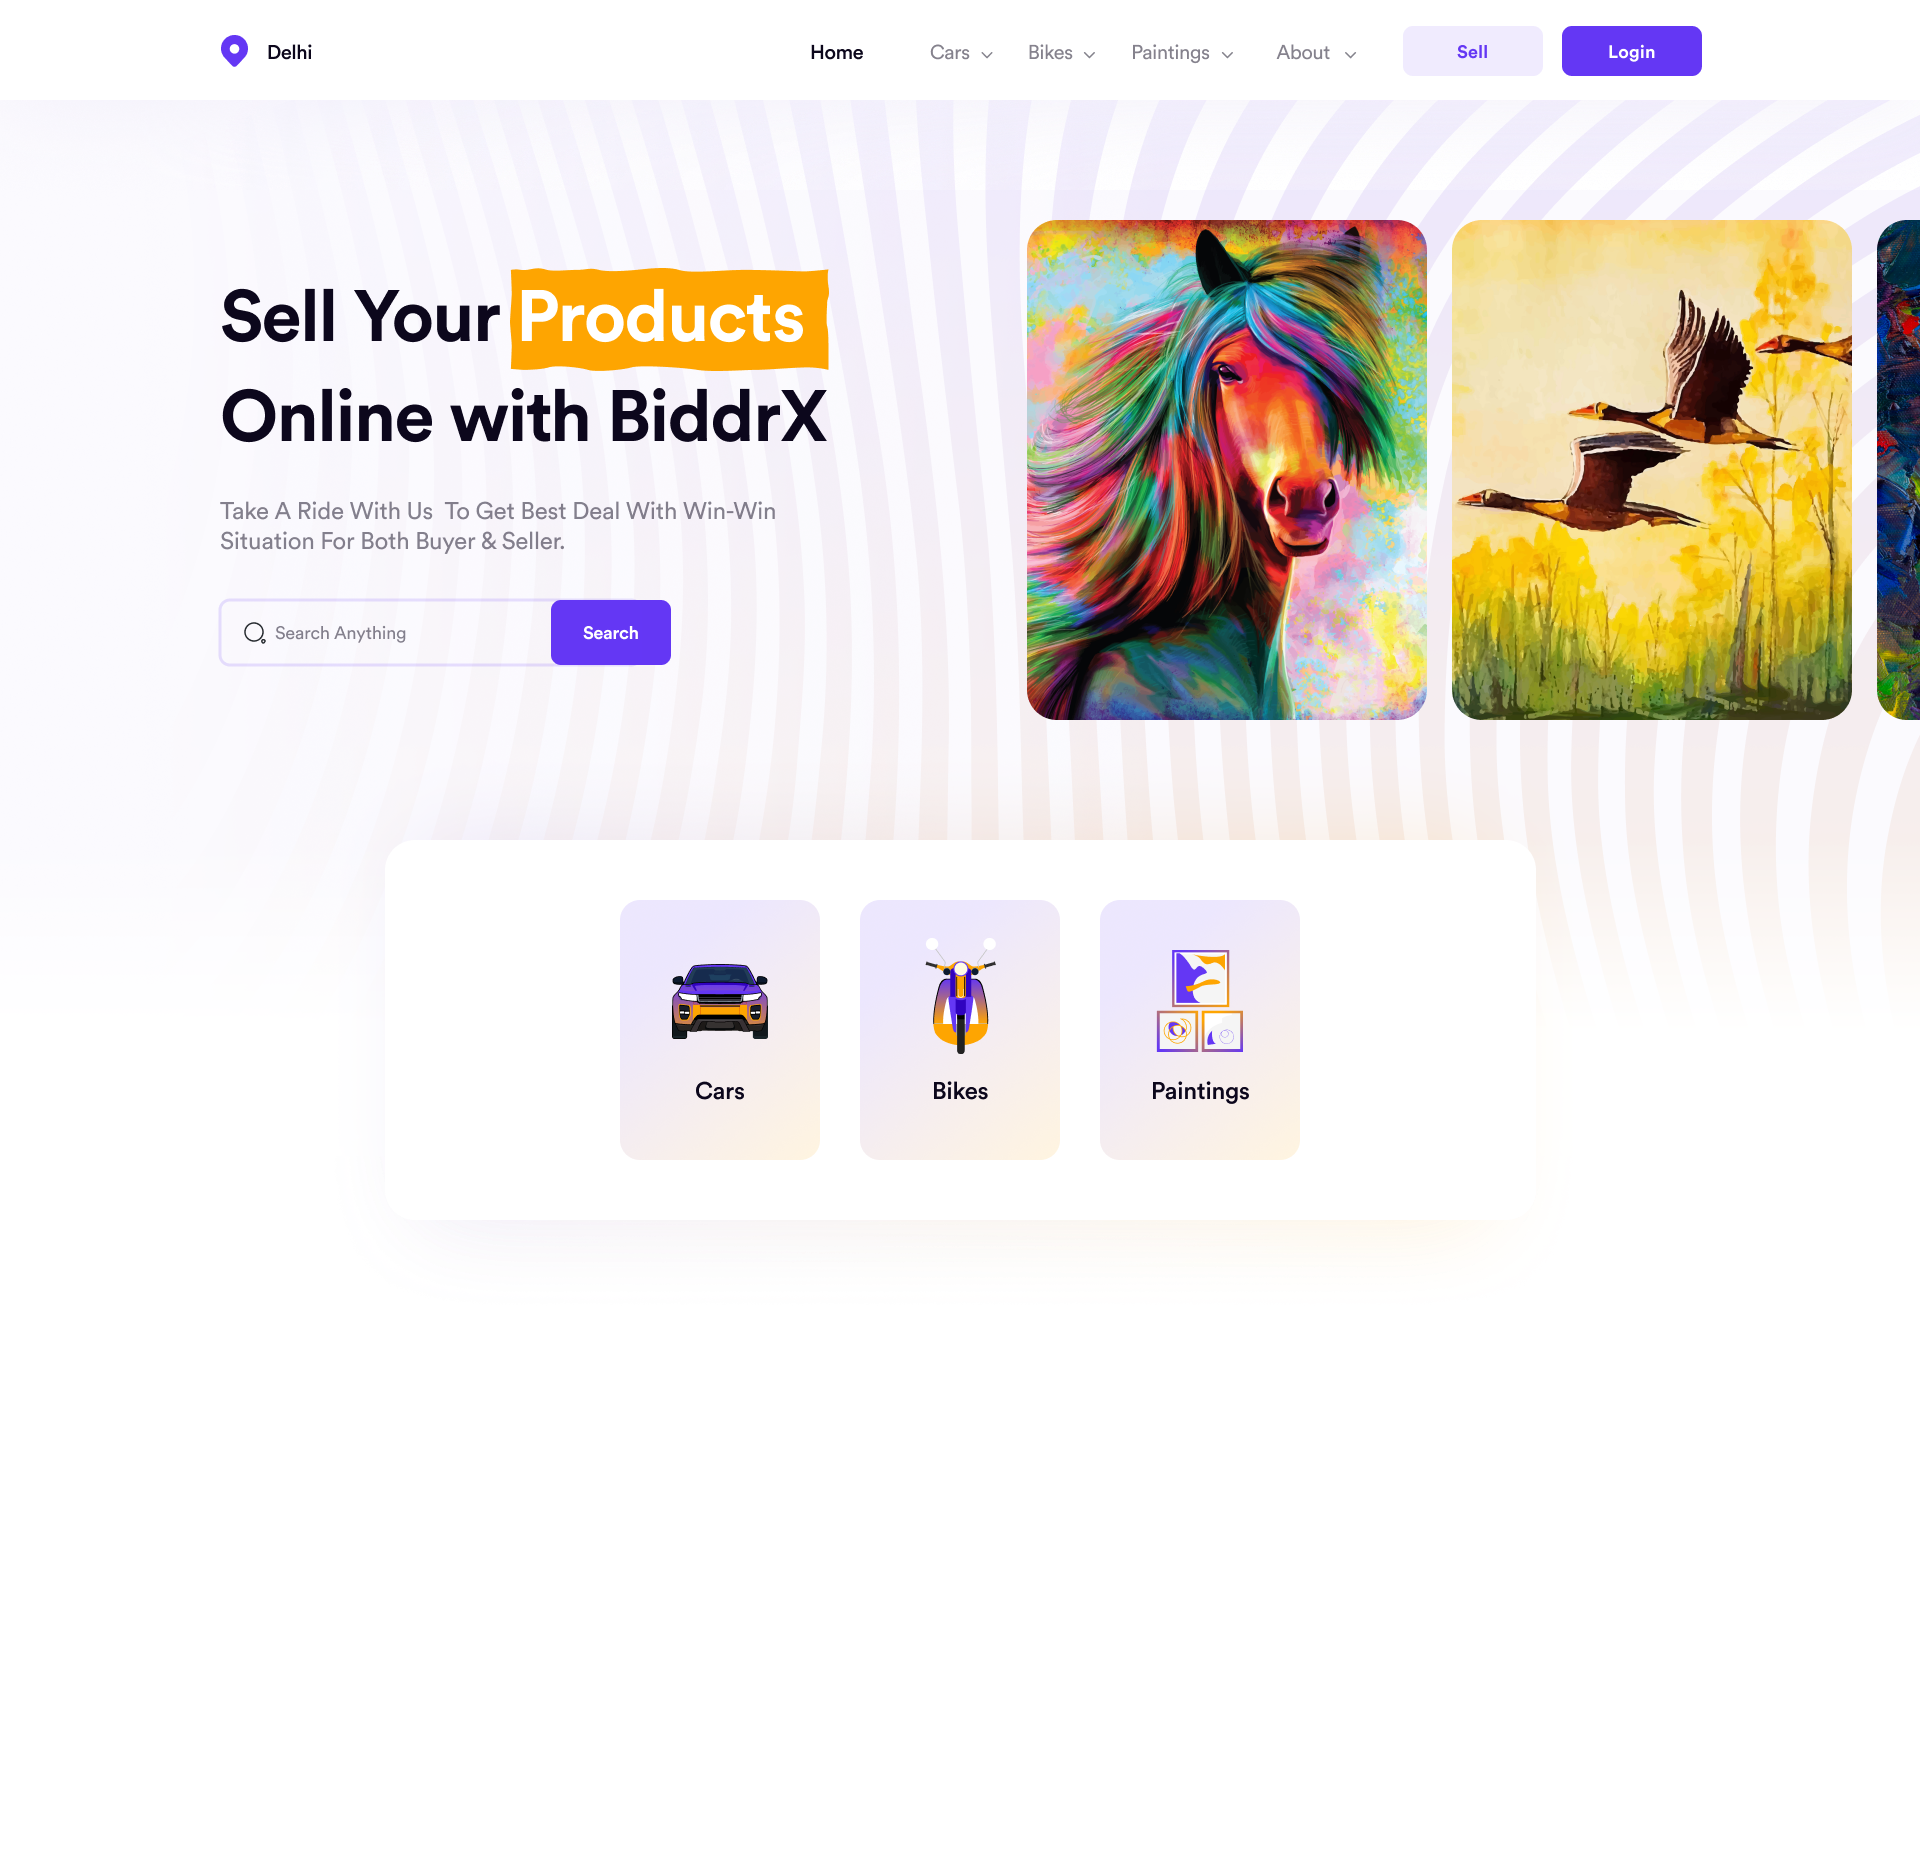 Delhi
Home
Cars
Bikes
Paintings
About
Sell
Login
Sell Your Products
Online with BiddrX
Take A Ride With Us  To Get Best Deal With Win-Win
Situation For Both Buyer & Seller.
Search Anything
Search
Cars
Bikes
Paintings